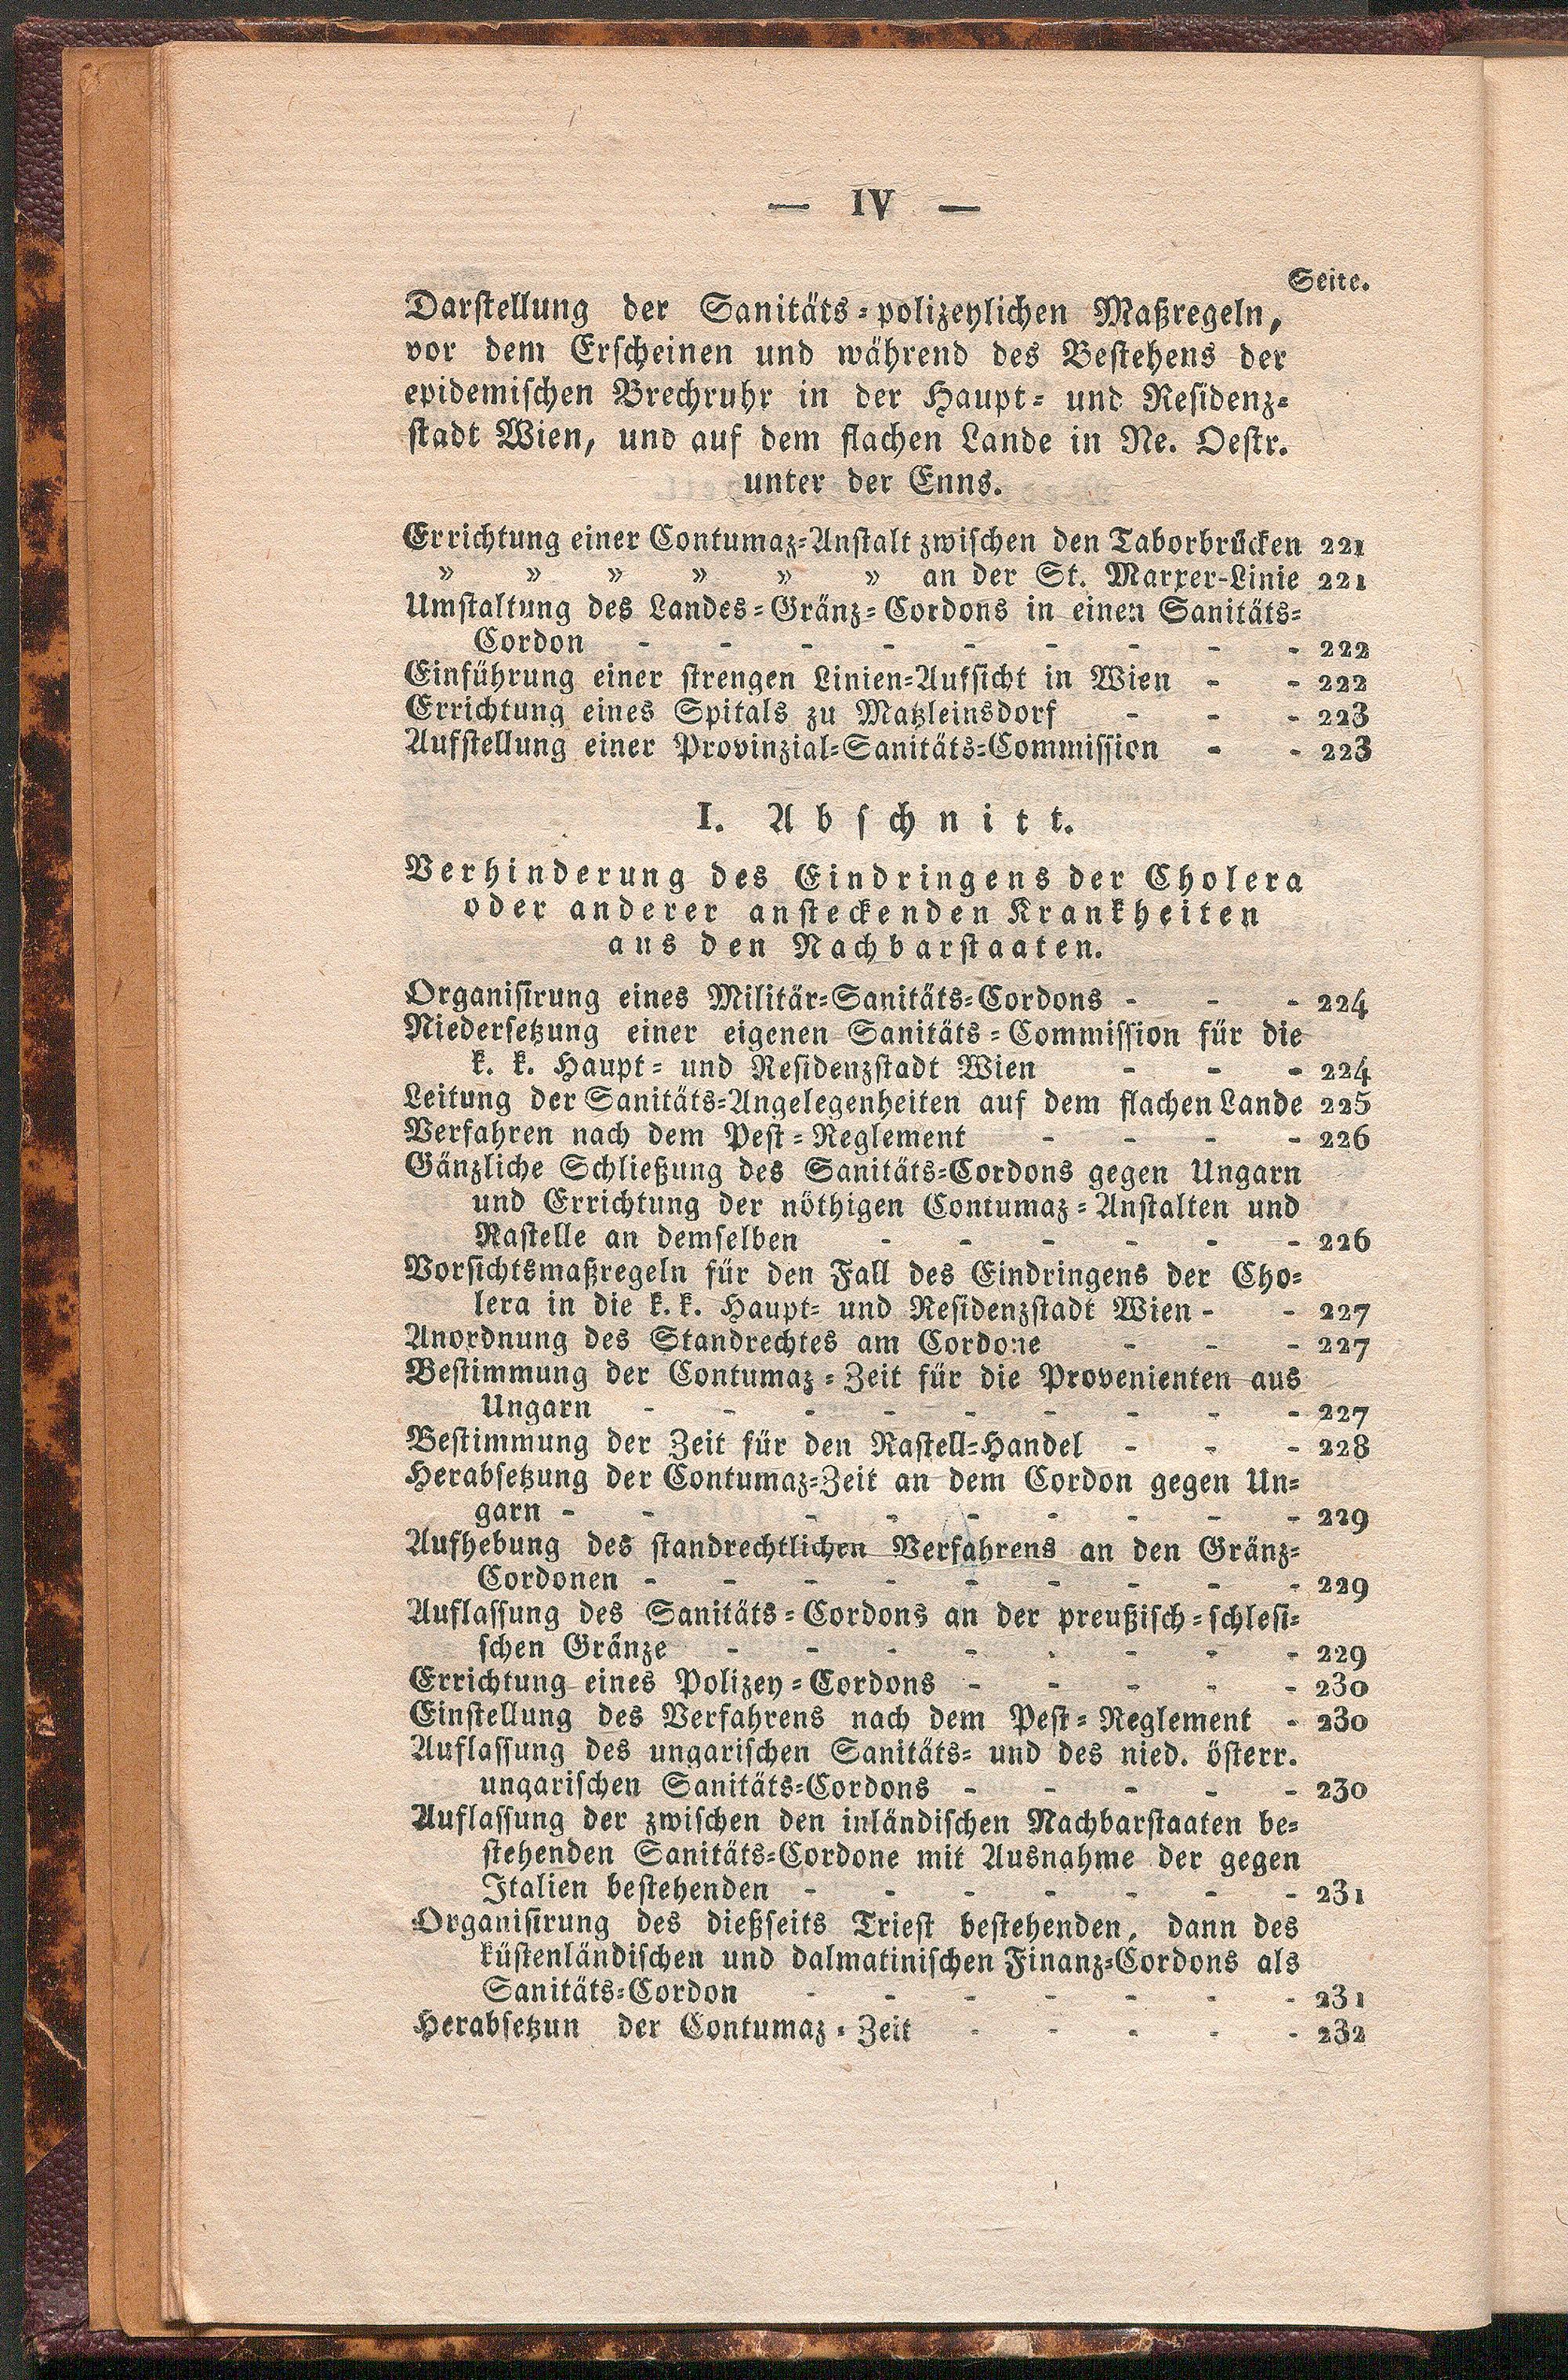 — IV —
Seite.
Darstellung der Sanitäts-polizeylichen Maßregeln,
vor dem Erscheinen und während des Bestehens der
epidemischen Brechruhr in der Haupt- und Residenz-
stadt Wien, und auf dem flachen Lande in Ne. Oestr.
unter der Enns.
Errichtung einer Contumaz-Anstalt zwischen den Taborbrücken 221
» » » » » » an der St. Marxer-Linie 221
Umstaltung des Landes-Gränz-Cordons in einen Sanitäts-
Cordon - - - - - - - - - 222
Einführung einer strengen Linien-Aufsicht in Wien - - 222
Errichtung eines Spitals zu Matzleinsdorf - - - 223
Aufstellung einer Provinzial-Sanitäts-Commission - - 223
I. Abschnitt.
Verhinderung des Eindringens der Cholera
oder anderer ansteckenden Krankheiten
aus den Nachbarstaaten.
Organisirung eines Militär-Sanitäts-Cordons - - - 224
Niedersetzung einer eigenen Sanitäts-Commission für die
k. k. Haupt- und Residenzstadt Wien - - - 224
Leitung der Sanitäts-Angelegenheiten auf dem flachen Lande 225
Verfahren nach dem Pest-Reglement - - - - 226
Gänzliche Schließung des Sanitäts-Cordons gegen Ungarn
und Errichtung der nöthigen Contumaz-Anstalten und
Rastelle an demselben - - - - - - 226
Vorsichtsmaßregeln für den Fall des Eindringens der Cho-
lera in die k. k. Haupt- und Residenzstadt Wien - - 227
Anordnung des Standrechtes am Cordone - - - 227
Bestimmung der Contumaz-Zeit für die Provenienten aus
Ungarn - - - - - - - - - 227
Bestimmung der Zeit für den Rastell-Handel - - - 228
Herabsetzung der Contumaz-Zeit an dem Cordon gegen Un-
garn - - - - - - - - - 229
Aufhebung des standrechtlichen Verfahrens an den Gränz-
Cordonen - - - - - - - - - 229
Auflassung des Sanitäts-Cordons an der preußisch-schlesi-
schen Gränze - - - - - - - - 229
Errichtung eines Polizey-Cordons - - - - - 230
Einstellung des Verfahrens nach dem Pest-Reglement - 230
Auflassung des ungarischen Sanitäts- und des nied. österr.
ungarischen Sanitäts-Cordons - - - - - 230
Auflassung der zwischen den inländischen Nachbarstaaten be-
stehenden Sanitäts-Cordone mit Ausnahme der gegen
Italien bestehenden - - - - - - - 231
Organisirung des dießseits Triest bestehenden, dann des
küstenländischen und dalmatinischen Finanz-Cordons als
Sanitäts-Cordon - - - - - - - 231
Herabsetzun der Contumaz-Zeit - - - - - 232